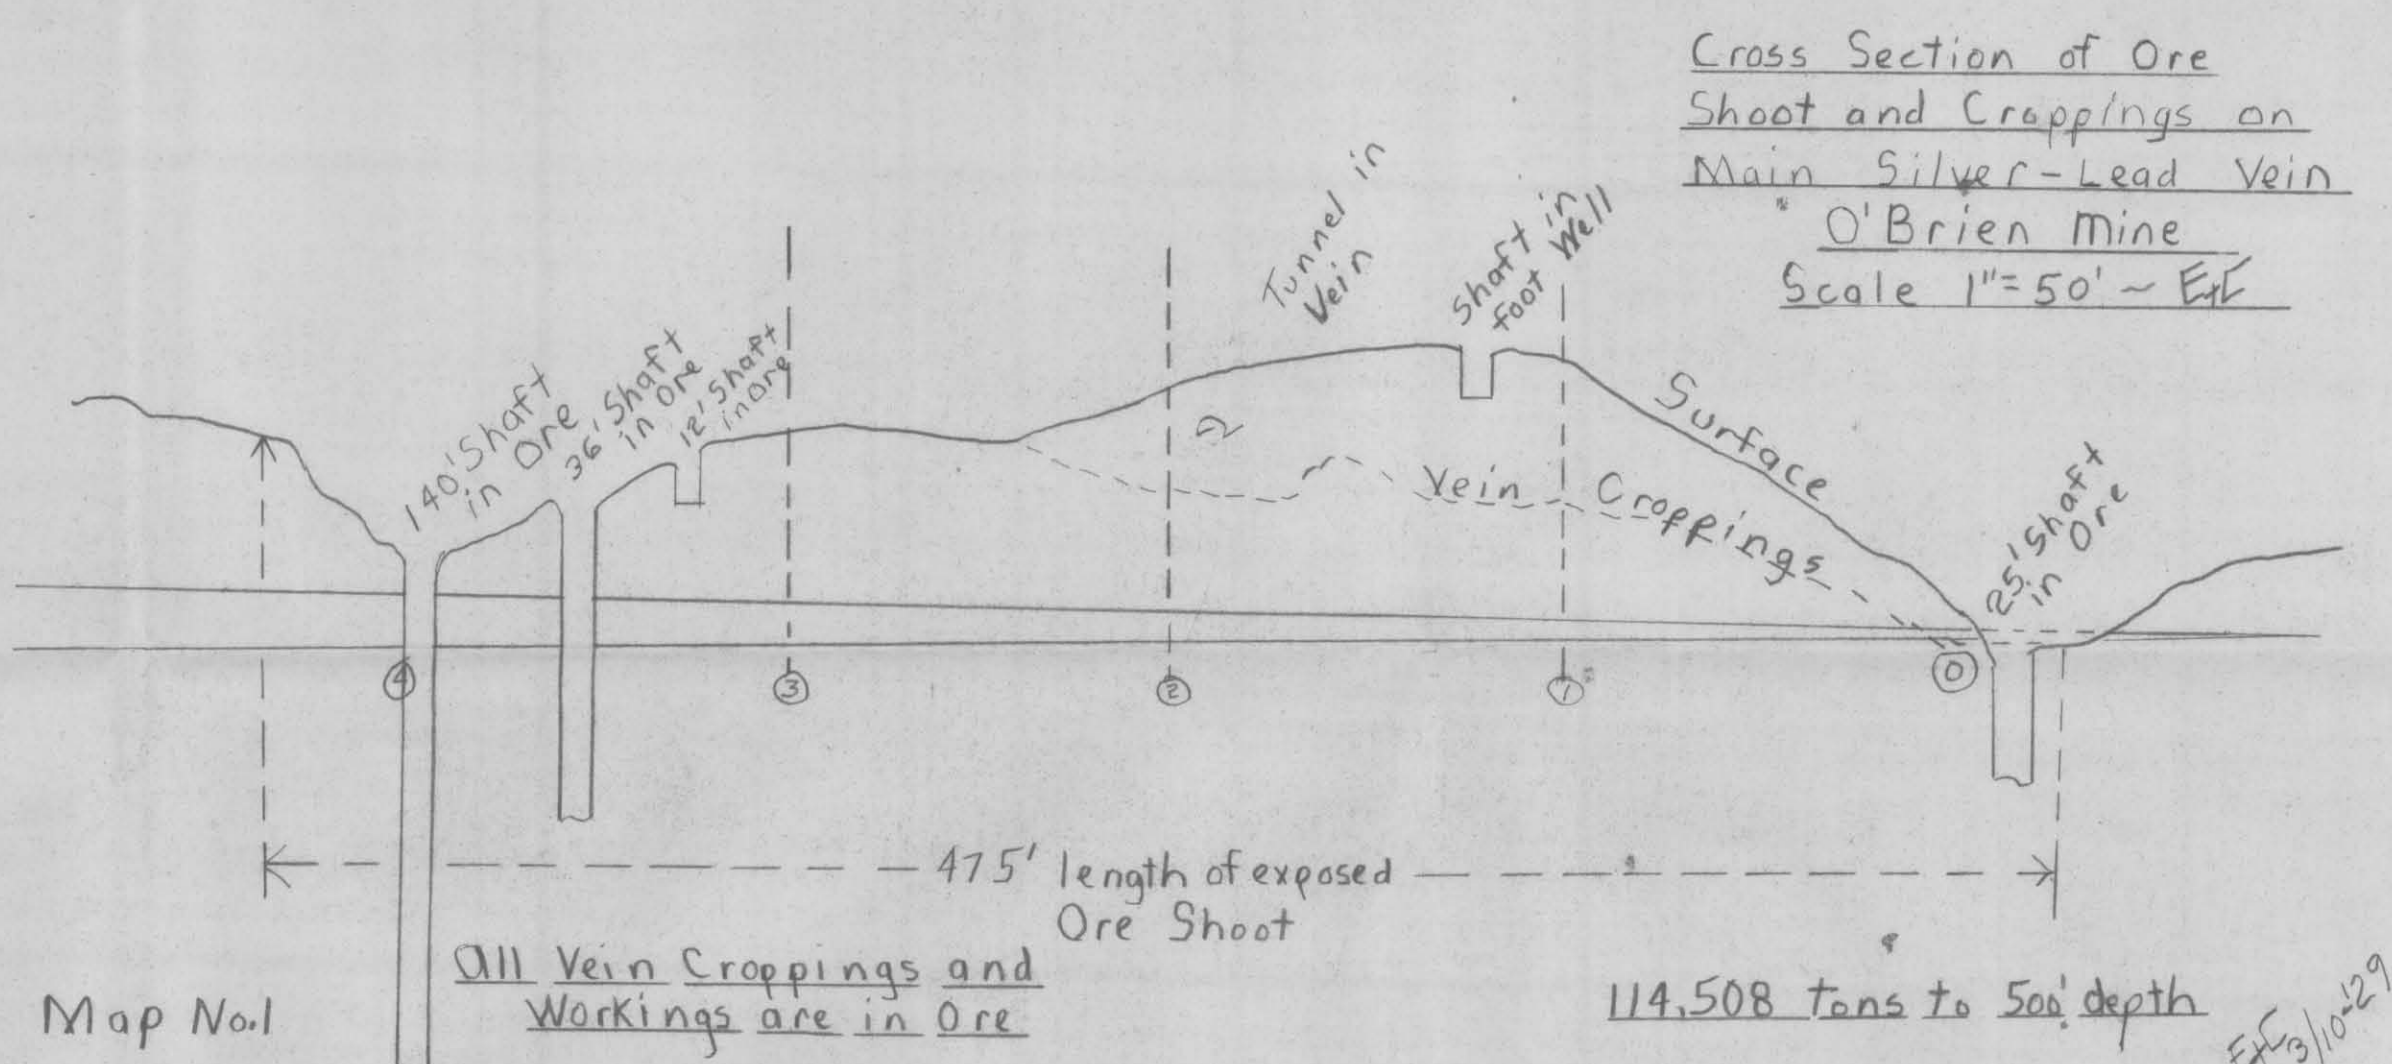 Cross Section of Ore
Shoot and Croppings on
Main Silver-Lead Vein
O'Brien Mine
Scale 1"=50' ~ E+E
Tunnel in
Vein
Shaft in
foot Well
140' Shaft
in Ore
36' Shaft
in Ore
12' Shaft
in Ore
Surface
Vein Croppings
25' Shaft
in Ore
4
3
2
1
0
475' length of exposed
Ore Shoot
All Vein Croppings and
Workings are in Ore
Map No.1
114,508 tons to 500' depth
3/10-'29